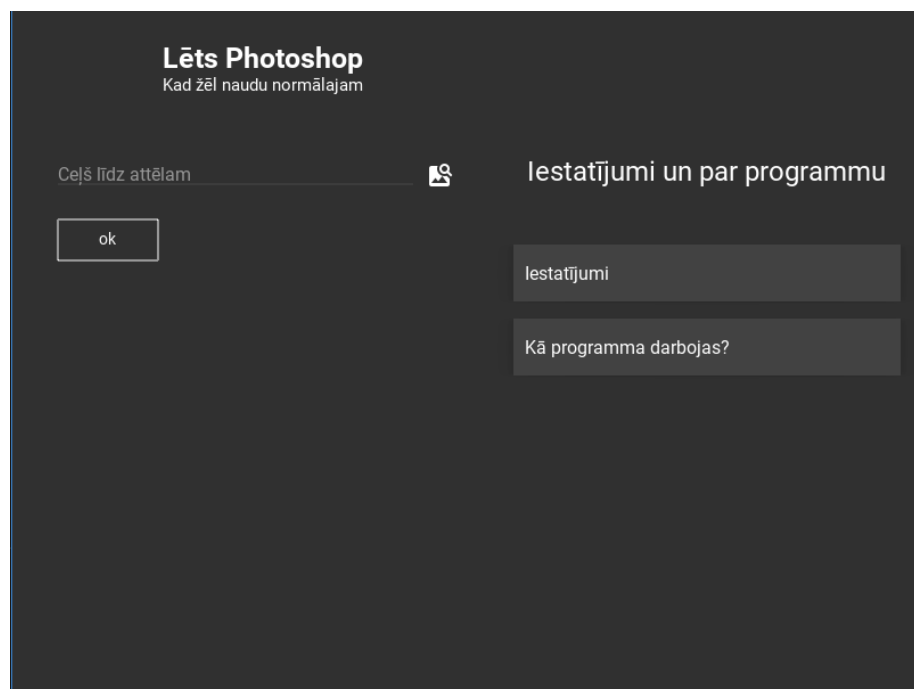 Lēts Photoshop
Kad žēl naudu normālajam
Ceļš līdz attēlam
ok
Iestatījumi un par programmu
Iestatījumi
Kā programma darbojas?